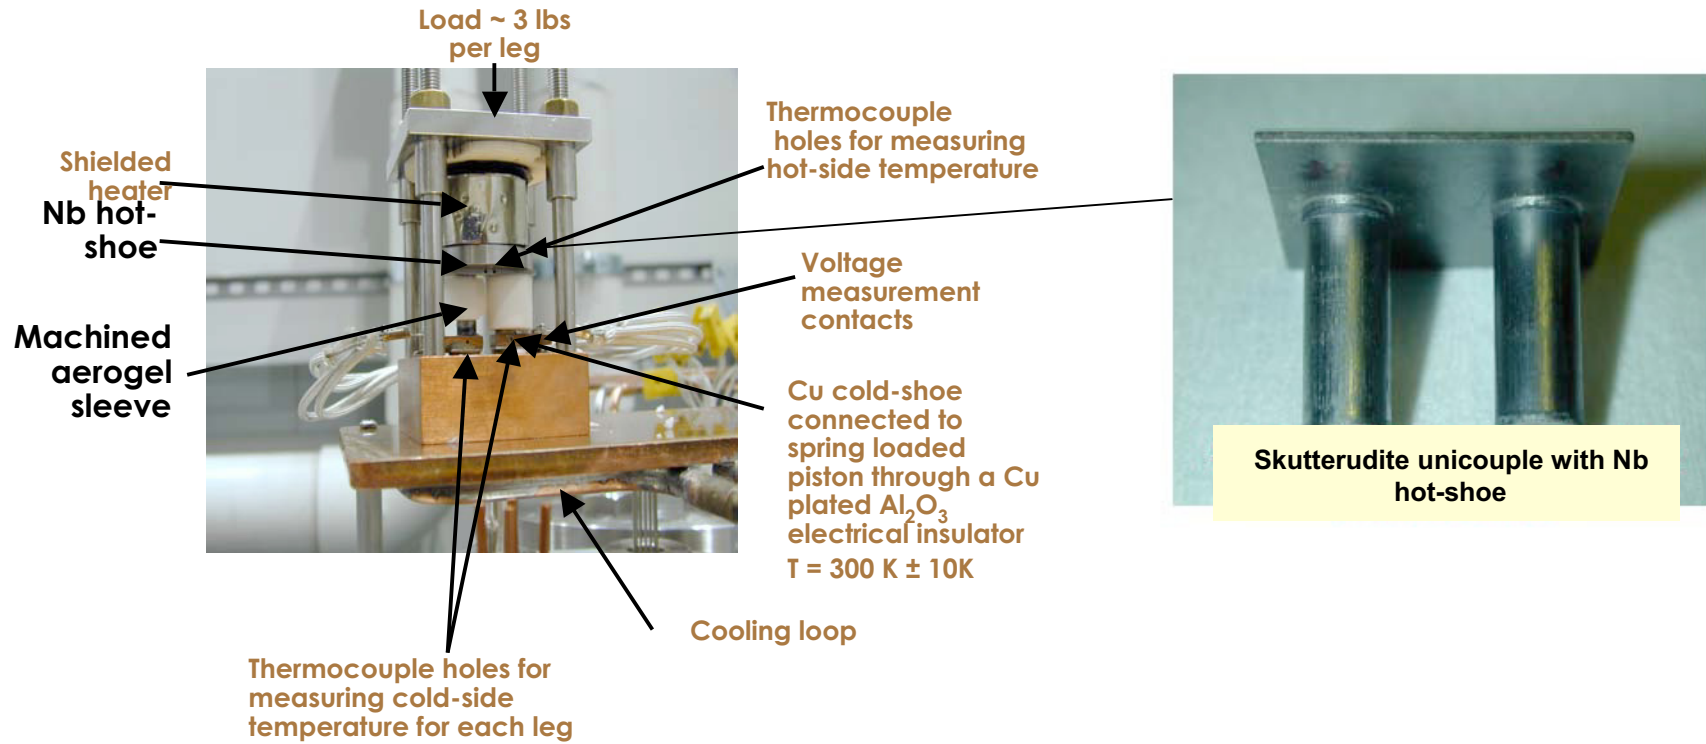 Load ~ 3 lbs
per leg
Shielded
heater
Nb hot-
shoe
Machined
aerogel
sleeve
Thermocouple
holes for measuring
hot-side temperature
Voltage
measurement
contacts
Cu cold-shoe
connected to
spring loaded
piston through a Cu
plated Al₂O₃
electrical insulator
T = 300 K ± 10K
Cooling loop
Thermocouple holes for
measuring cold-side
temperature for each leg
Skutterudite unicouple with Nb
hot-shoe